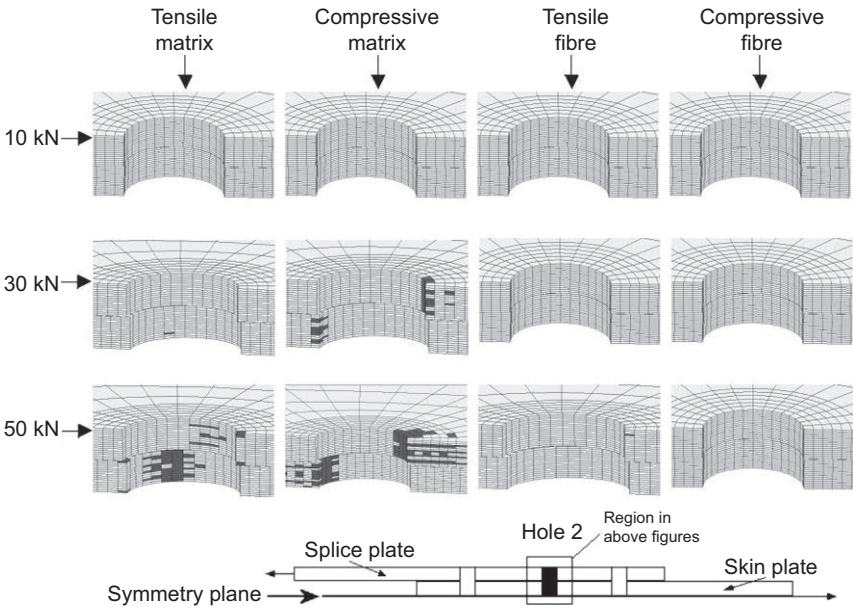 Tensile
matrix
Compressive
matrix
Tensile
fibre
Compressive
fibre
10 kN
30 kN
50 kN
Hole 2
Region in
above figures
Splice plate
Skin plate
Symmetry plane